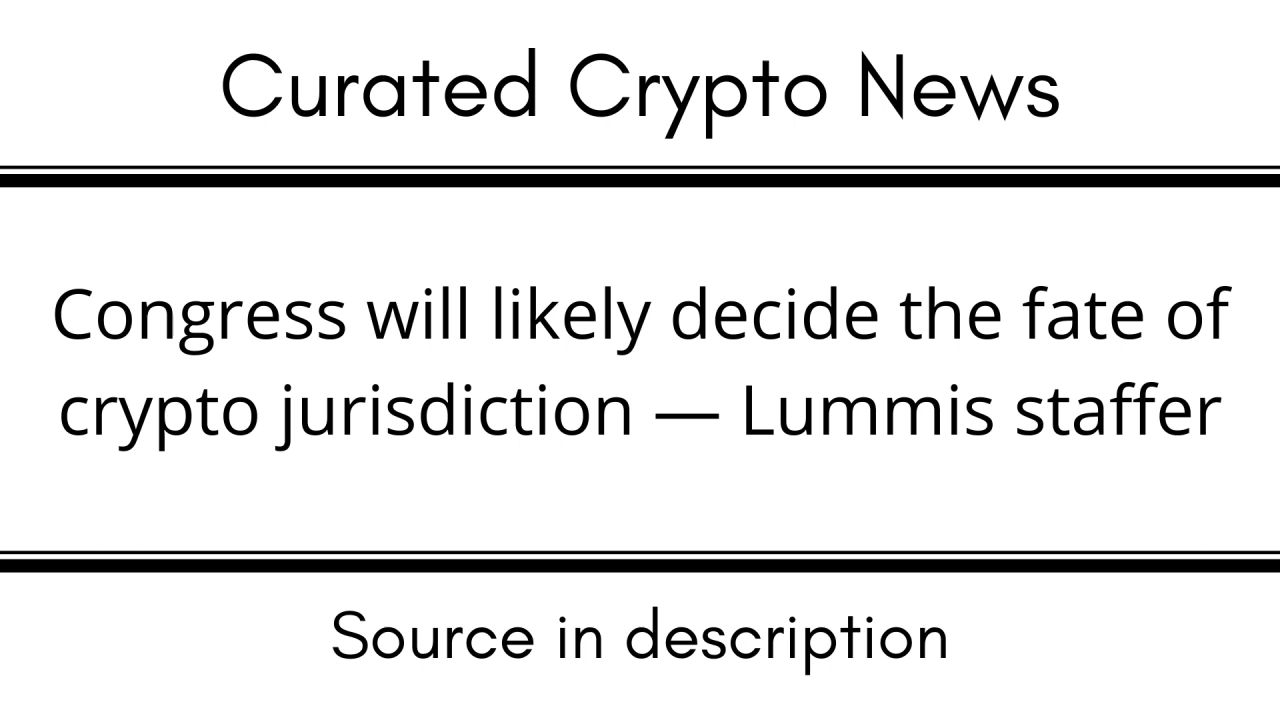 Curated Crypto News
Congress will likely decide the fate of
crypto jurisdiction — Lummis staffer
Source in description